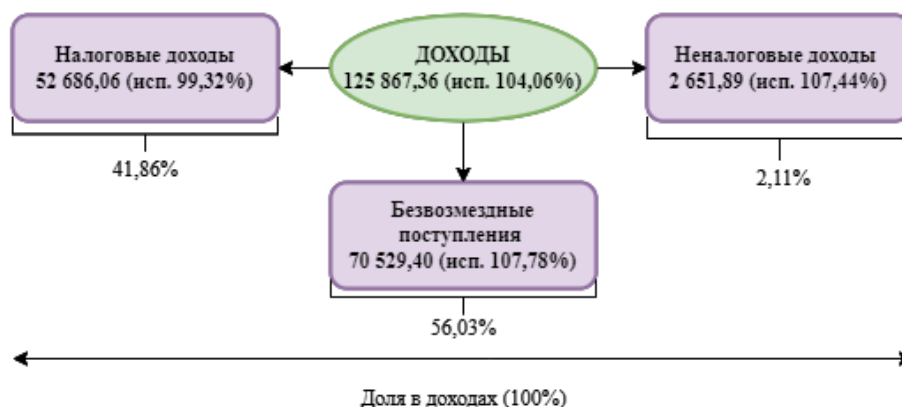 Налоговые доходы
52 686,06 (исп. 99,32%)
ДОХОДЫ
125 867,36 (исп. 104,06%)
Неналоговые доходы
2 651,89 (исп. 107,44%)
41,86%
2,11%
Безвозмездные
поступления
70 529,40 (исп. 107,78%)
56,03%
Доля в доходах (100%)